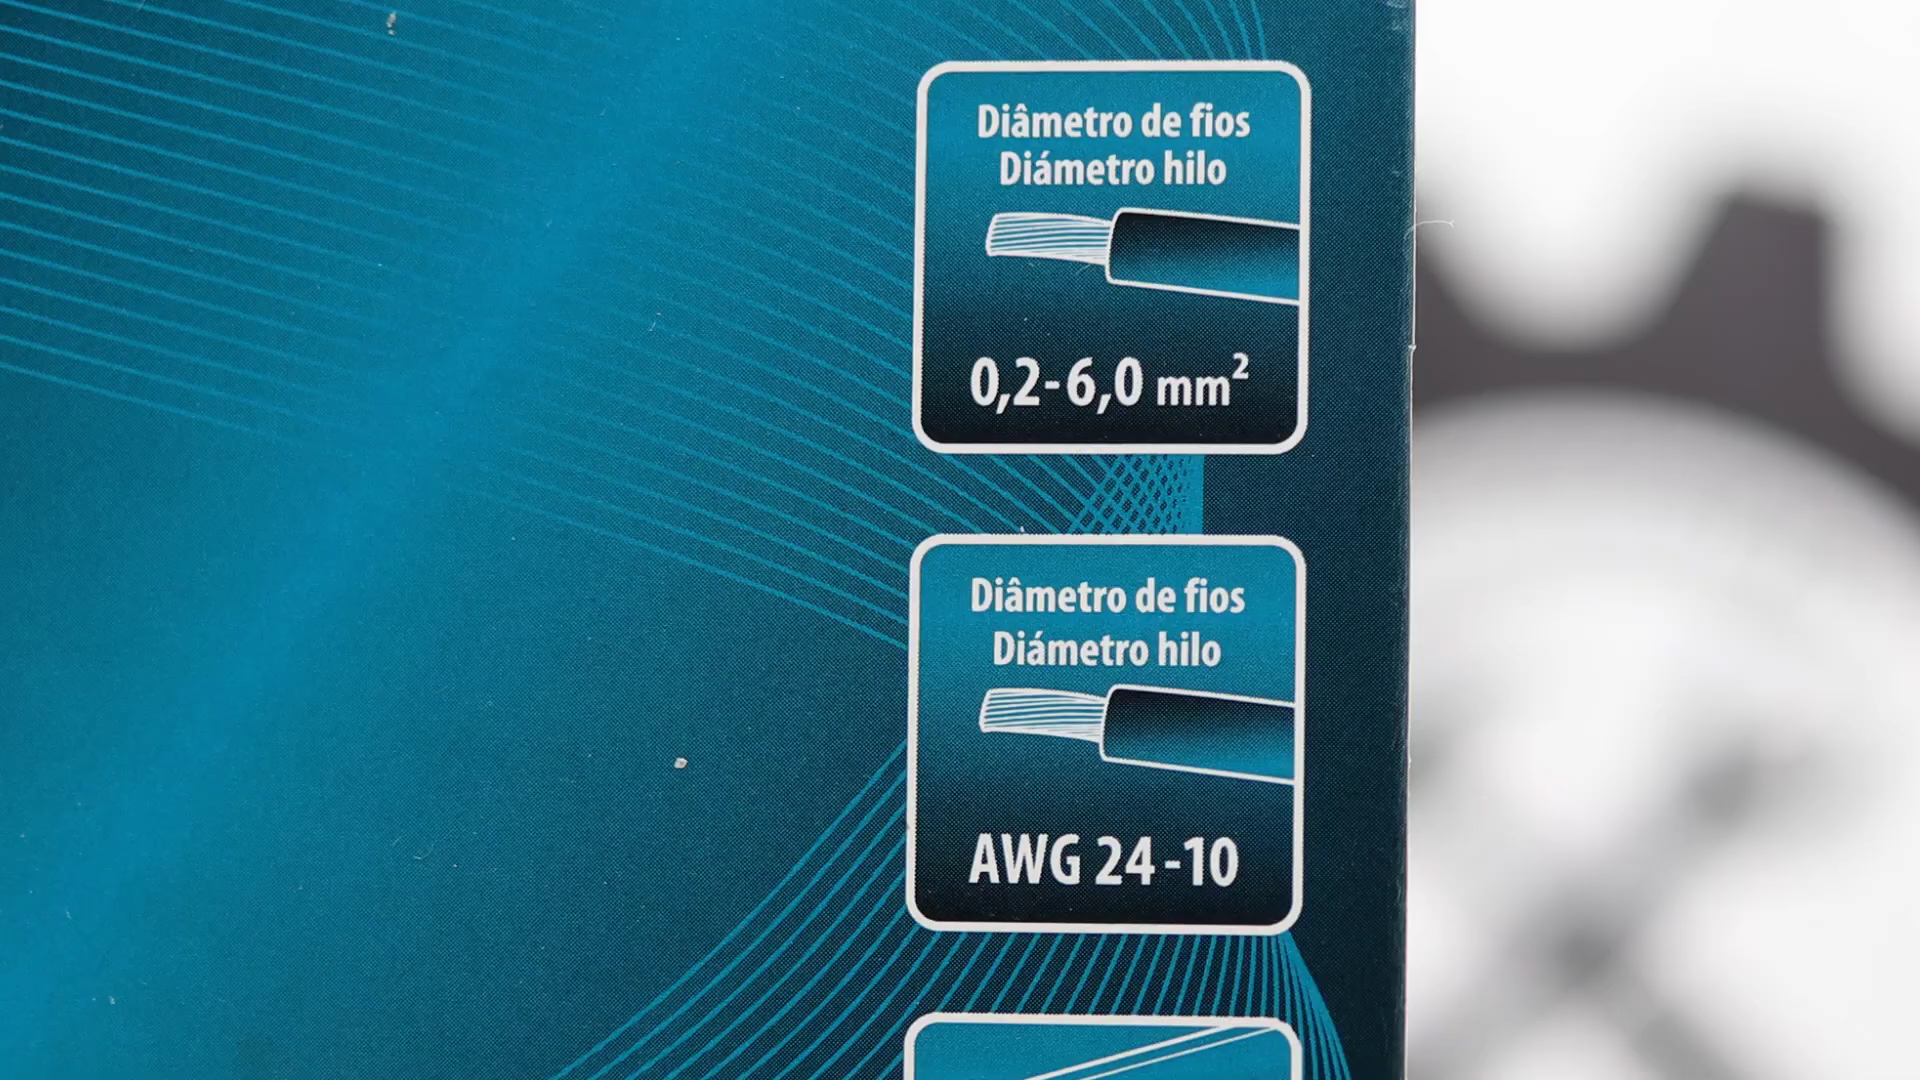 Diâmetro de fios
Diámetro hilo
0,2-6,0 mm²
Diâmetro de fios
Diámetro hilo
AWG 24-10